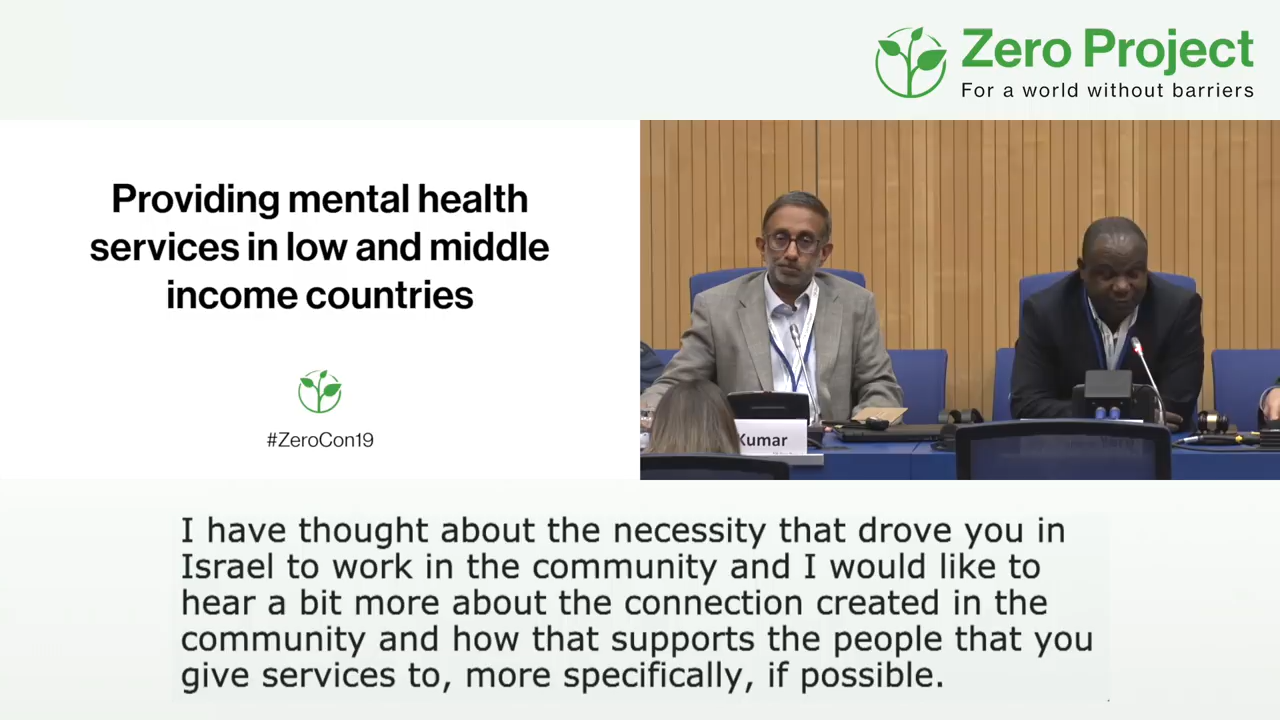 Zero Project
For a world without barriers
Providing mental health
services in low and middle
income countries
#ZeroCon19
Kumar
I have thought about the necessity that drove you in
Israel to work in the community and I would like to
hear a bit more about the connection created in the
community and how that supports the people that you
give services to, more specifically, if possible.